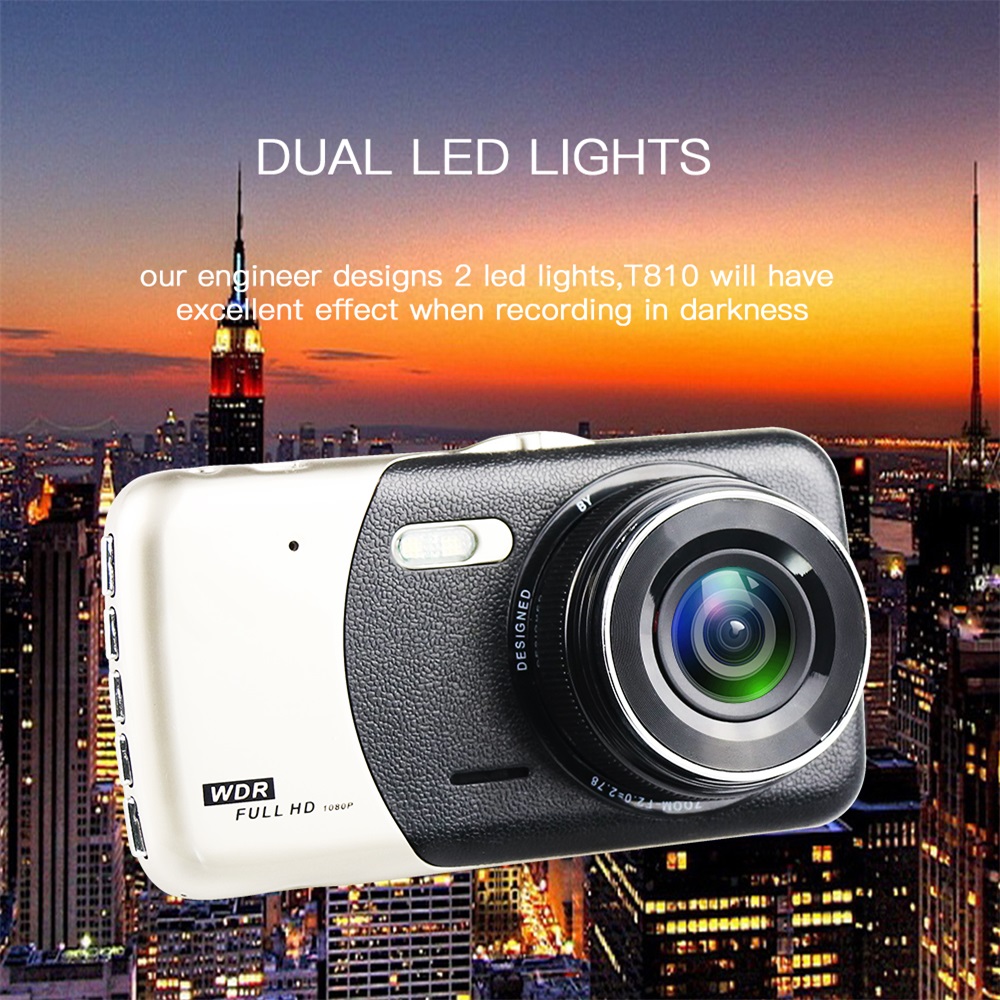 DUAL LED LIGHTS
our engineer designs 2 led lights,T810 will have
excellent effect when recording in darkness
BY
DESIGNED
WDR
FULL HD 1080P
ZOOM F2.0=2.78